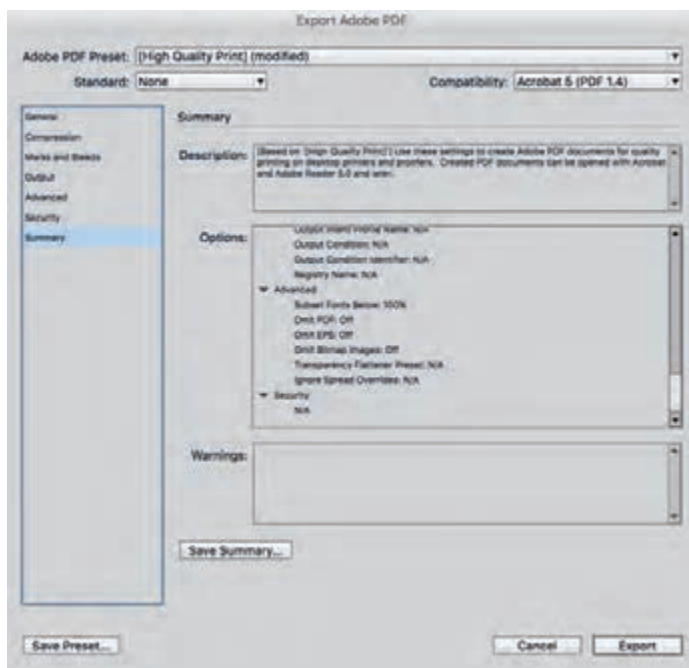 Export Adobe PDF
Adobe PDF Preset: [High Quality Print] (modified)
Standard: None
Compatibility: Acrobat 5 (PDF 1.4)
General
Compression
Marks and Bleeds
Output
Advanced
Security
Summary
Summary
Description: [Based on '[High Quality Print]'] Use these settings to create Adobe PDF documents for quality
printing on desktop printers and proofers. Created PDF documents can be opened with Acrobat
and Adobe Reader 5.0 and later.
Options:
Output Intent Profile Name: N/A
Output Condition: N/A
Output Condition Identifier: N/A
Registry Name: N/A
Advanced
Subset Fonts Below: 100%
Omit PDF: Off
Omit EPS: Off
Omit Bitmap Images: Off
Transparency Flattener Preset: N/A
Ignore Spread Overrides: N/A
Security
N/A
Warnings:
Save Summary...
Save Preset...
Cancel
Export